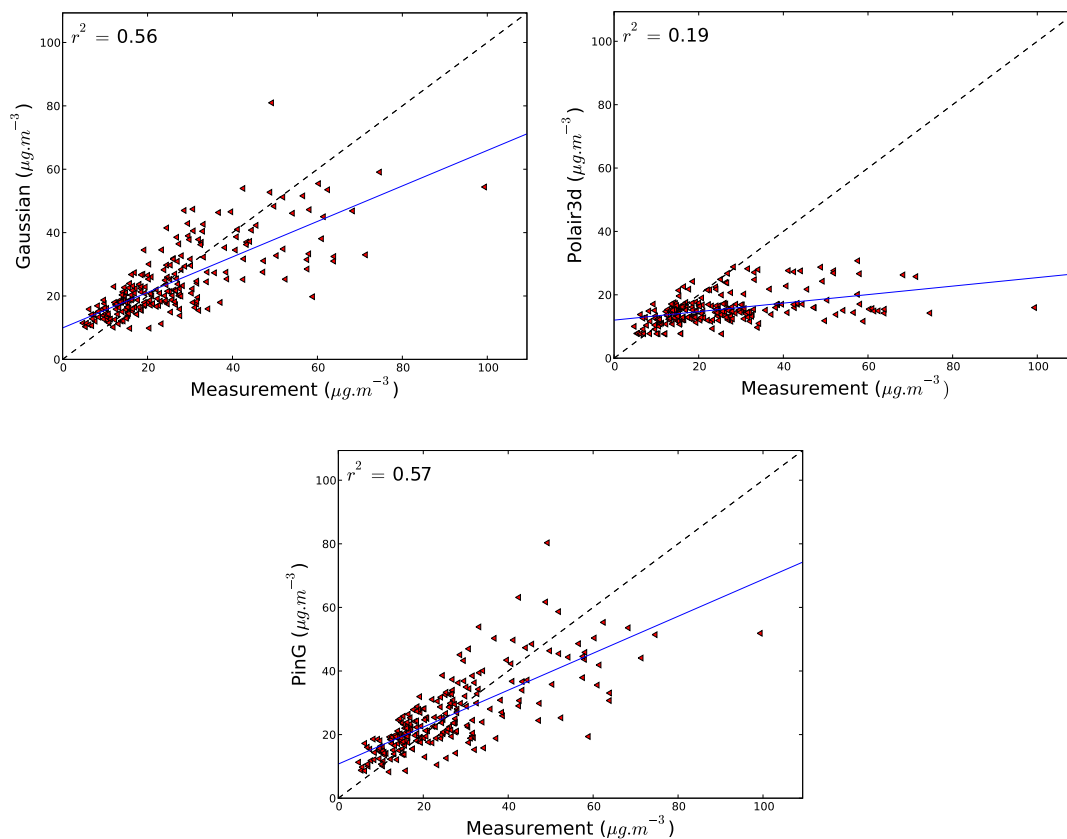 r² = 0.56
100
80
60
40
20
0
Gaussian (μg.m⁻³)
0 20 40 60 80 100
Measurement (μg.m⁻³)
r² = 0.19
100
80
60
40
20
0
Polair3d (μg.m⁻³)
0 20 40 60 80 100
Measurement (μg.m⁻³)
r² = 0.57
100
80
60
40
20
0
PinG (μg.m⁻³)
0 20 40 60 80 100
Measurement (μg.m⁻³)